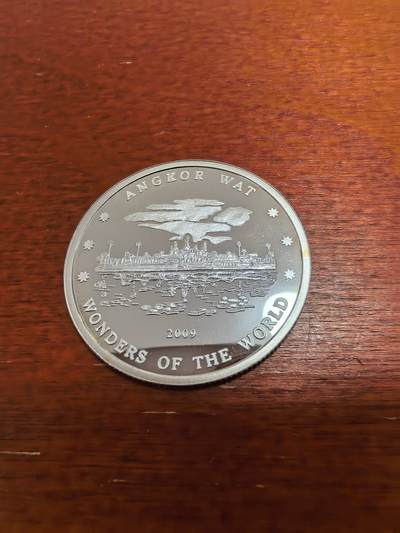 ANGKOR WAT
2009
WONDERS OF THE WORLD